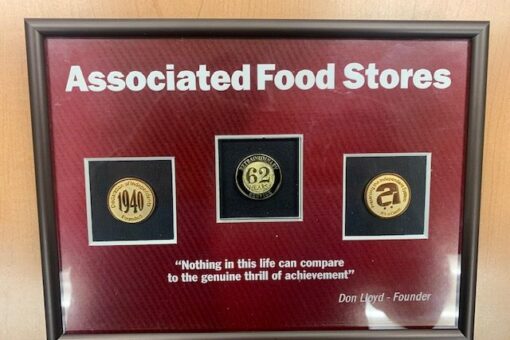 Associated Food Stores
1940
62
a
"Nothing in this life can compare
to the genuine thrill of achievement"
Don Lloyd - Founder